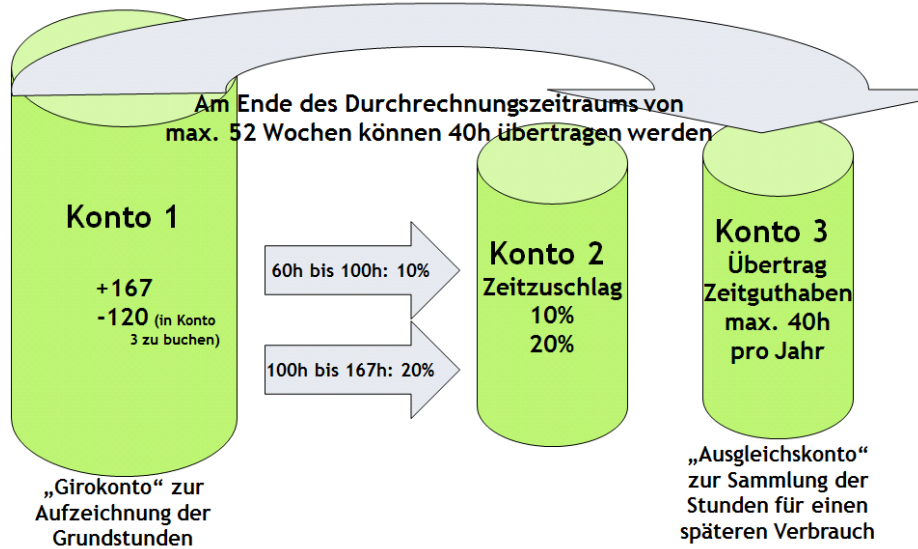 Am Ende des Durchrechnungszeitraums von
max. 52 Wochen können 40h übertragen werden
Konto 1
+167
-120 (in Konto
3 zu buchen)
60h bis 100h: 10%
100h bis 167h: 20%
Konto 2
Zeitzuschlag
10%
20%
Konto 3
Übertrag
Zeitguthaben
max. 40h
pro Jahr
„Girokonto“ zur
Aufzeichnung der
Grundstunden
„Ausgleichskonto“
zur Sammlung der
Stunden für einen
späteren Verbrauch